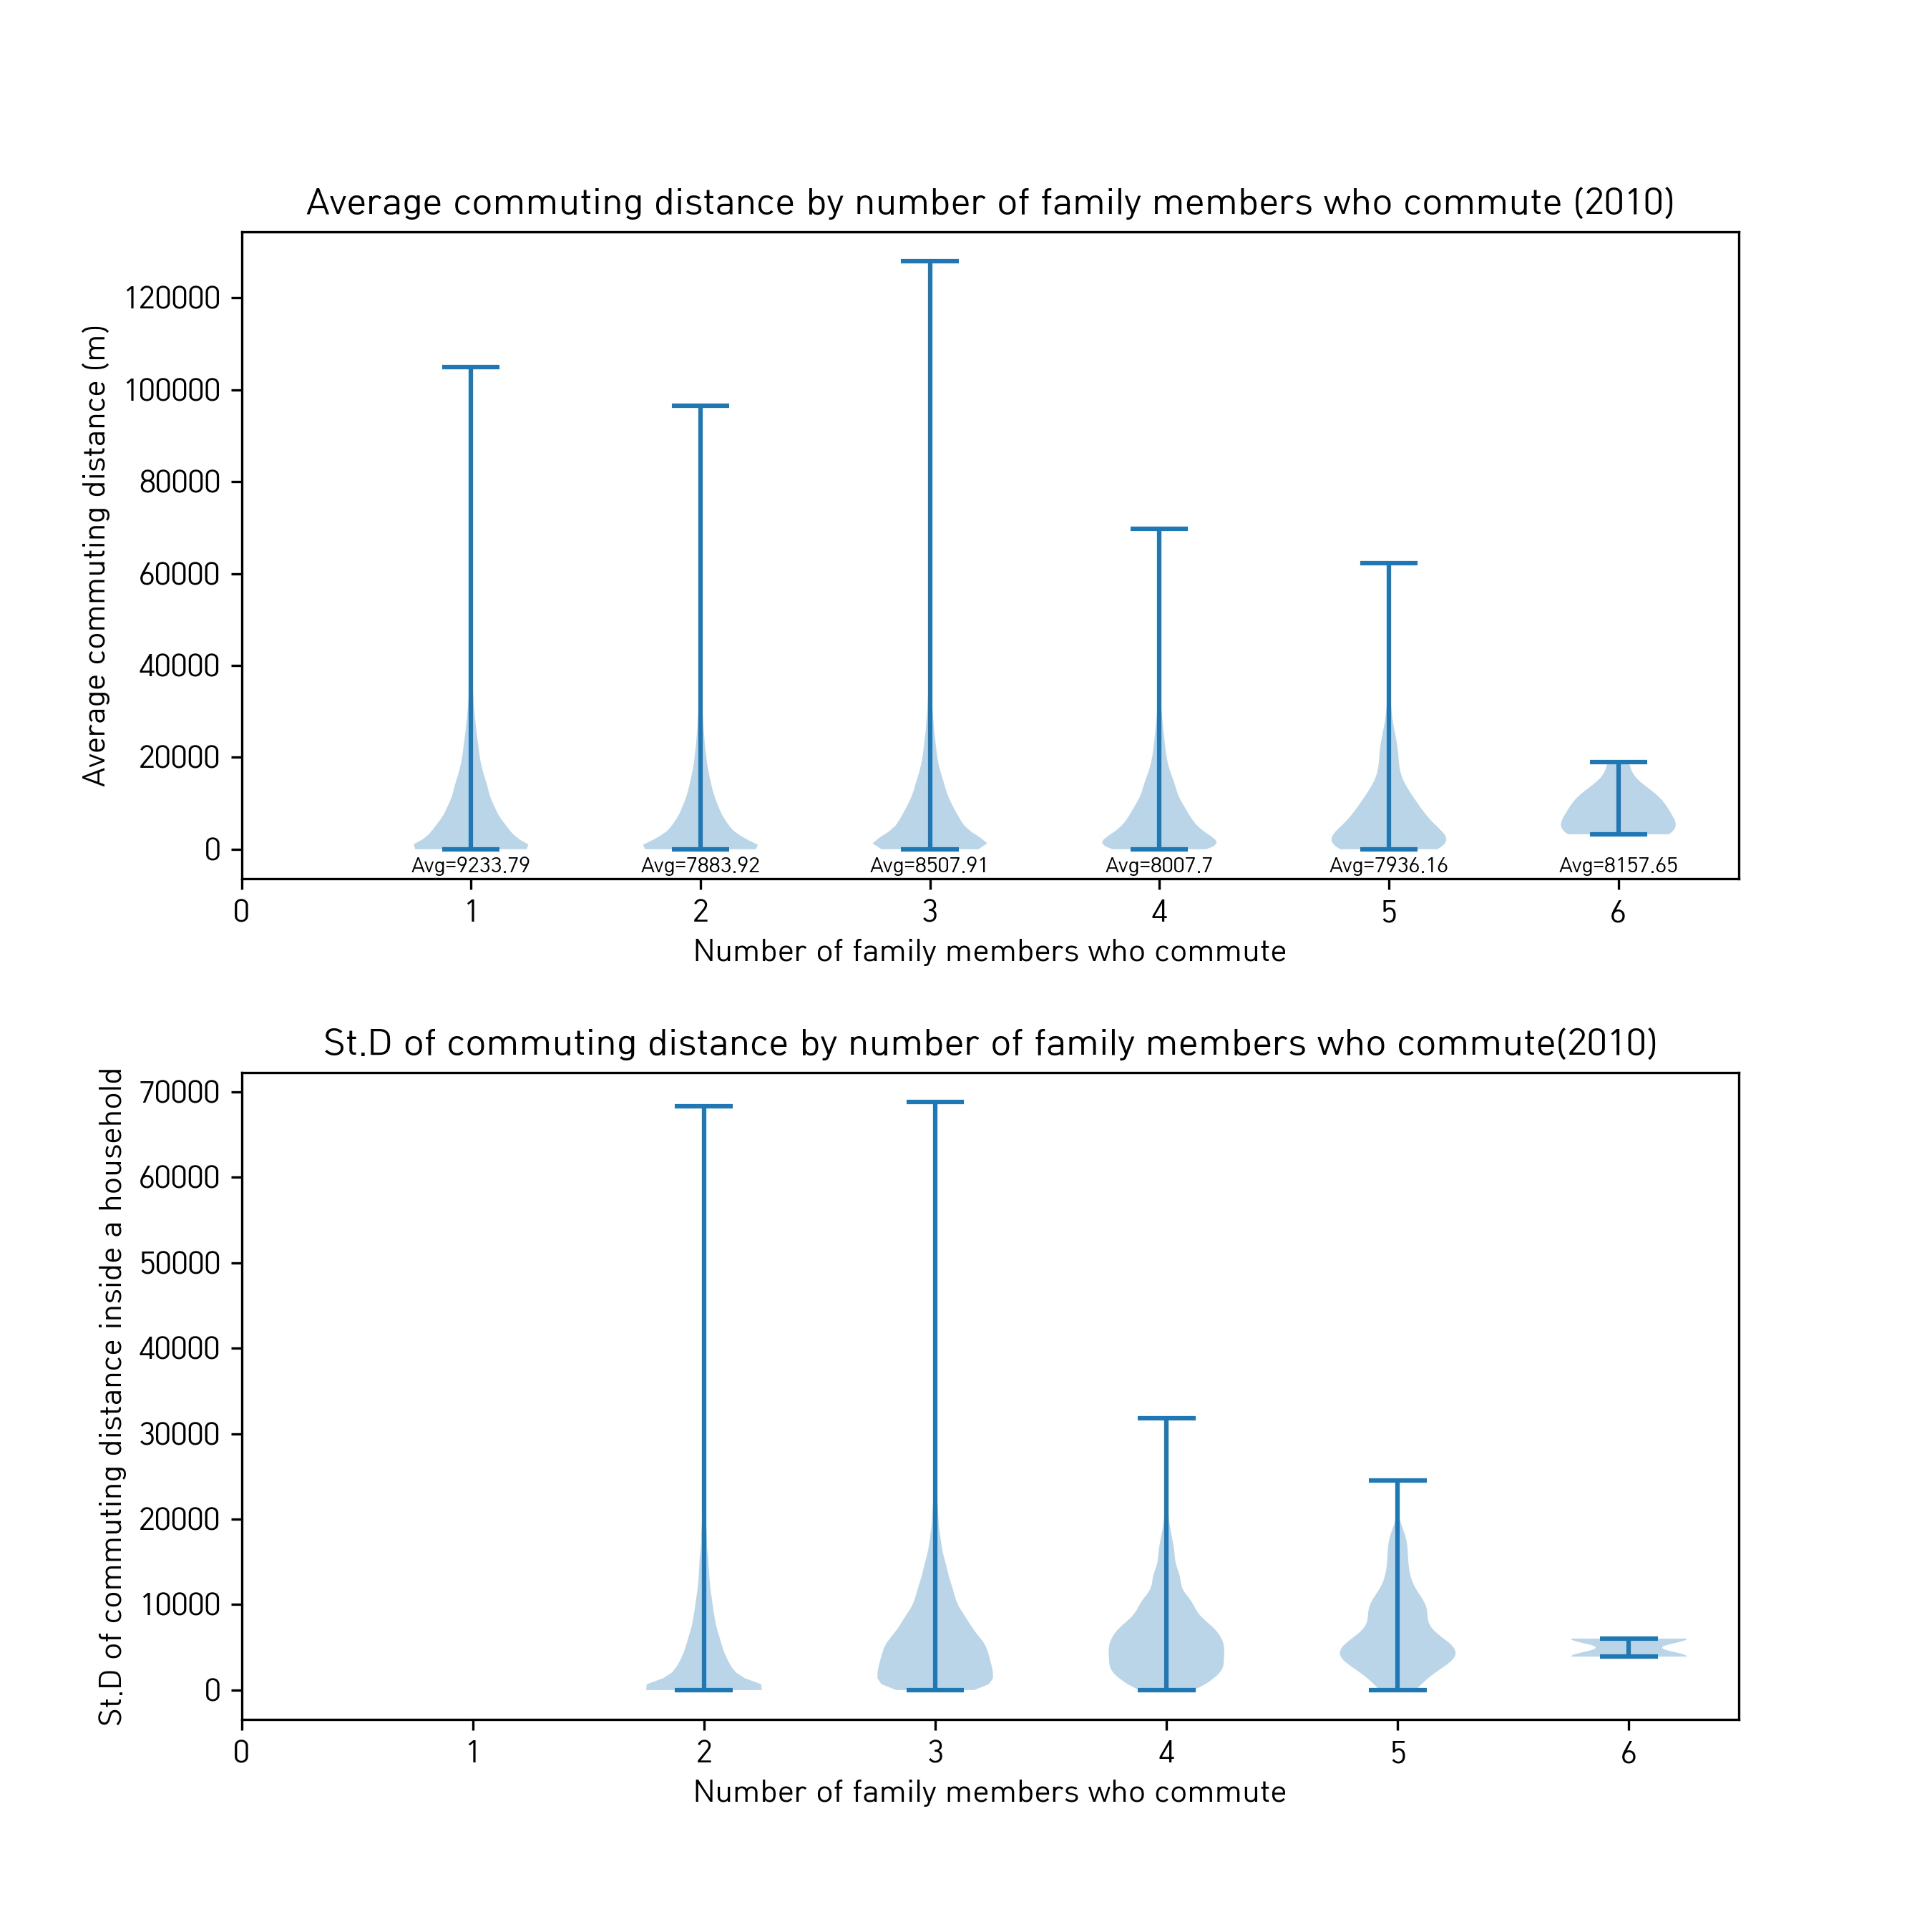 Average commuting distance by number of family members who commute (2010)
Average commuting distance (m)
120000
100000
80000
60000
40000
20000
0
Avg=9233.79 Avg=7883.92 Avg=8507.91 Avg=8007.7 Avg=7936.16 Avg=8157.65
0 1 2 3 4 5 6
Number of family members who commute
St.D of commuting distance by number of family members who commute(2010)
St.D of commuting distance inside a household
70000
60000
50000
40000
30000
20000
10000
0
0 1 2 3 4 5 6
Number of family members who commute